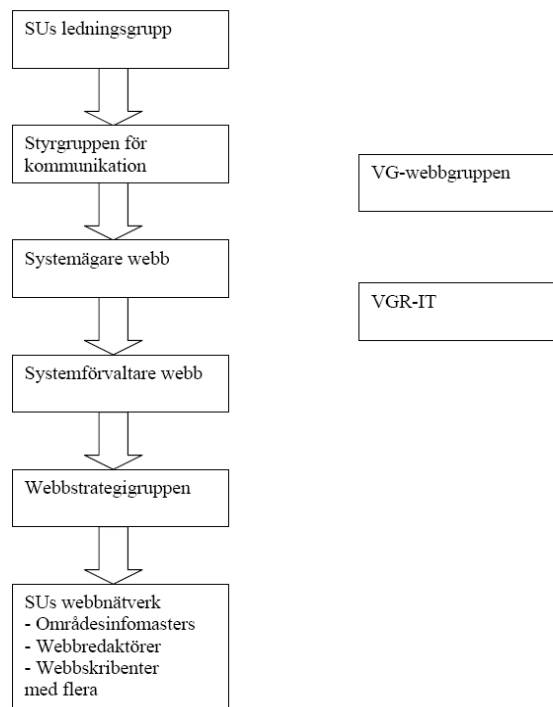 SUs ledningsgrupp
Styrgruppen för
kommunikation
Systemägare webb
Systemförvaltare webb
Webbstrategigruppen
SUs webbnätverk
- Områdesinfomasters
- Webbredaktörer
- Webbskribenter
med flera
VG-webbgruppen
VGR-IT